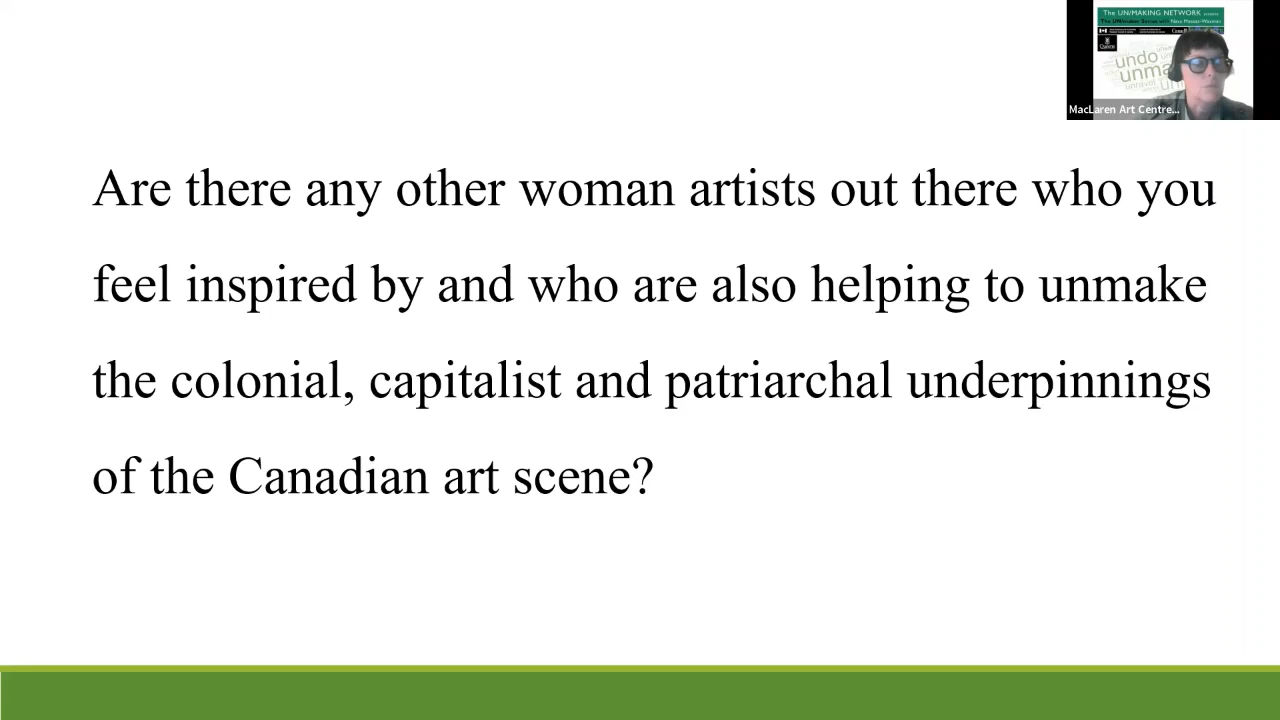 The UN/MAKING NETWORK
undo
unravel
MacLaren Art Centre...
Are there any other woman artists out there who you
feel inspired by and who are also helping to unmake
the colonial, capitalist and patriarchal underpinnings
of the Canadian art scene?